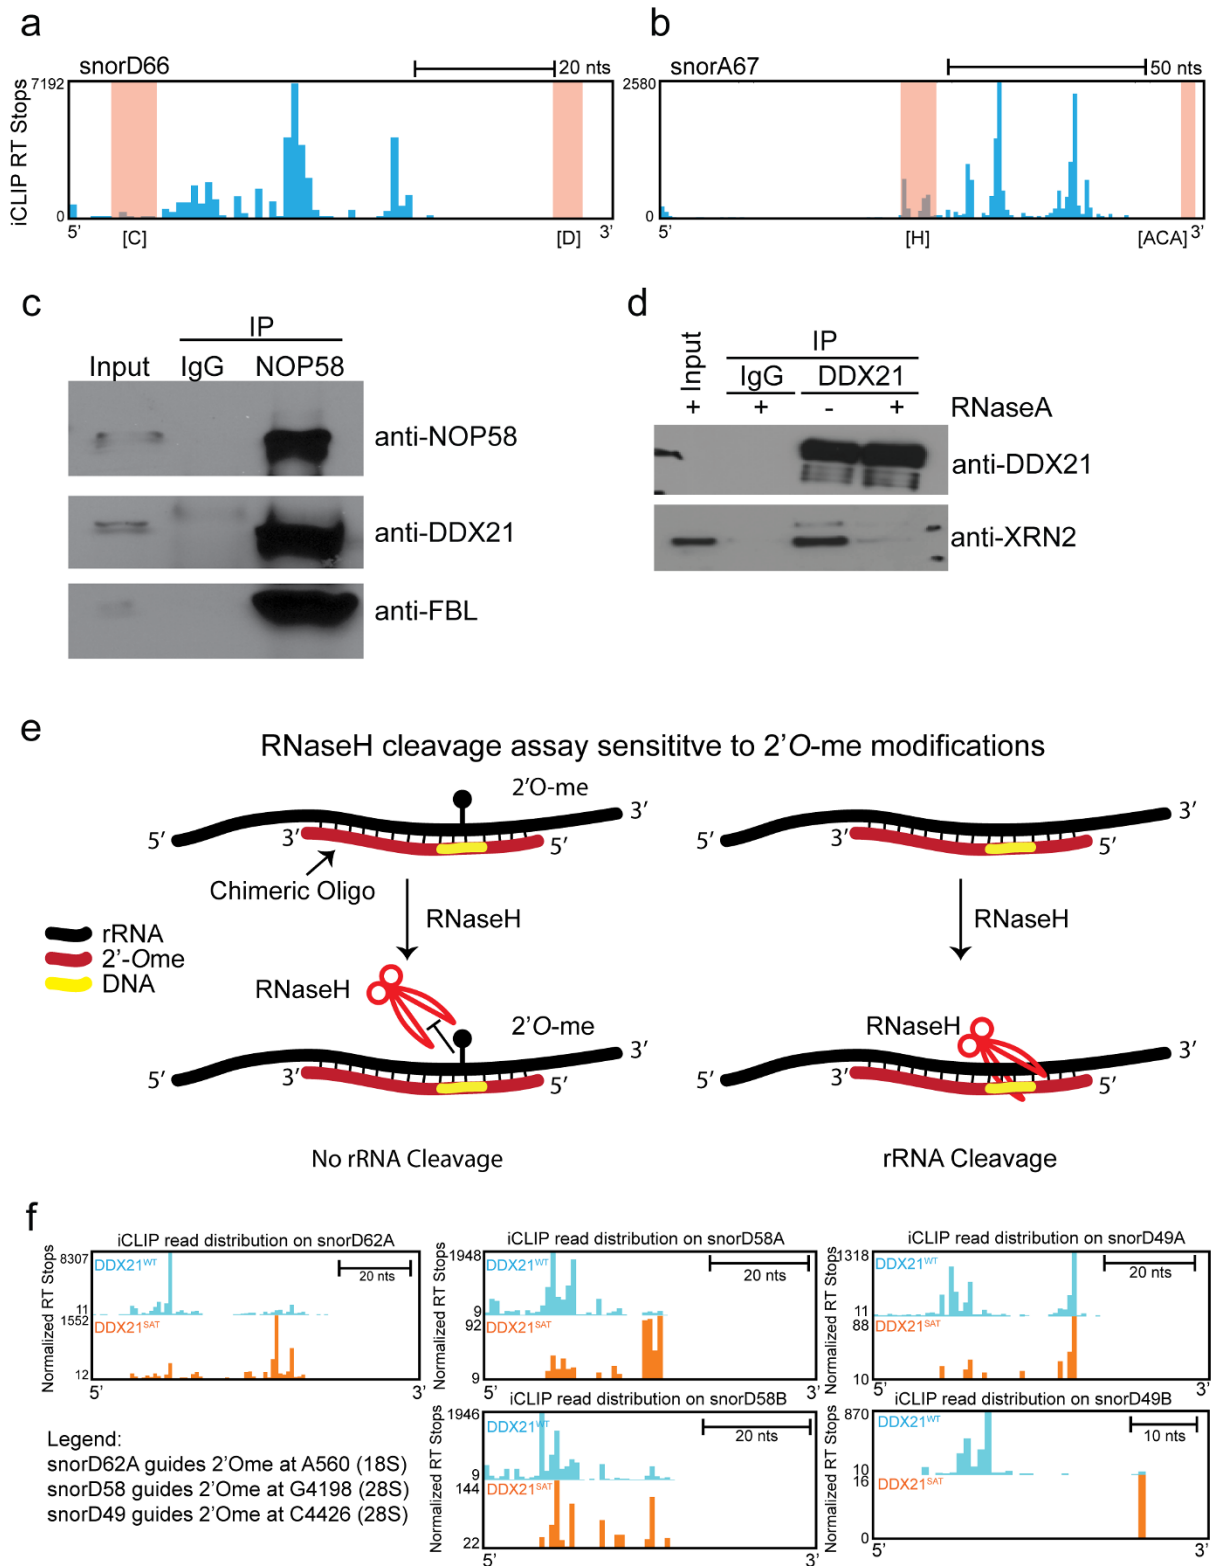 a
snorD66
20 nts
7192
iCLIP RT Stops
0
5'
[C]
[D]
3'
b
snorA67
50 nts
2580
0
5'
[H]
[ACA]
3'
c
IP
Input
IgG
NOP58
anti-NOP58
anti-DDX21
anti-FBL
d
Input
IP
IgG
DDX21
+
+
-
+
RNaseA
anti-DDX21
anti-XRN2
e
RNaseH cleavage assay sensititve to 2'O-me modifications
2'O-me
3'
5'
3'
5'
Chimeric Oligo
RNaseH
3'
5'
3'
5'
RNaseH
rRNA
2'-Ome
DNA
RNaseH
2'O-me
3'
5'
3'
5'
No rRNA Cleavage
RNaseH
3'
5'
3'
5'
rRNA Cleavage
f
iCLIP read distribution on snorD62A
8307
DDX21WT
20 nts
Normalized RT Stops
11
1552
DDX21SAT
12
5'
3'
iCLIP read distribution on snorD58A
1948
DDX21WT
20 nts
Normalized RT Stops
9
92
DDX21SAT
9
5'
3'
iCLIP read distribution on snorD49A
1318
DDX21WT
20 nts
Normalized RT Stops
11
88
DDX21SAT
10
5'
3'
iCLIP read distribution on snorD58B
1946
DDX21WT
20 nts
Normalized RT Stops
9
144
DDX21SAT
22
5'
3'
iCLIP read distribution on snorD49B
870
DDX21WT
10 nts
Normalized RT Stops
10
16
DDX21SAT
0
5'
3'
Legend:
snorD62A guides 2'Ome at A560 (18S)
snorD58 guides 2'Ome at G4198 (28S)
snorD49 guides 2'Ome at C4426 (28S)